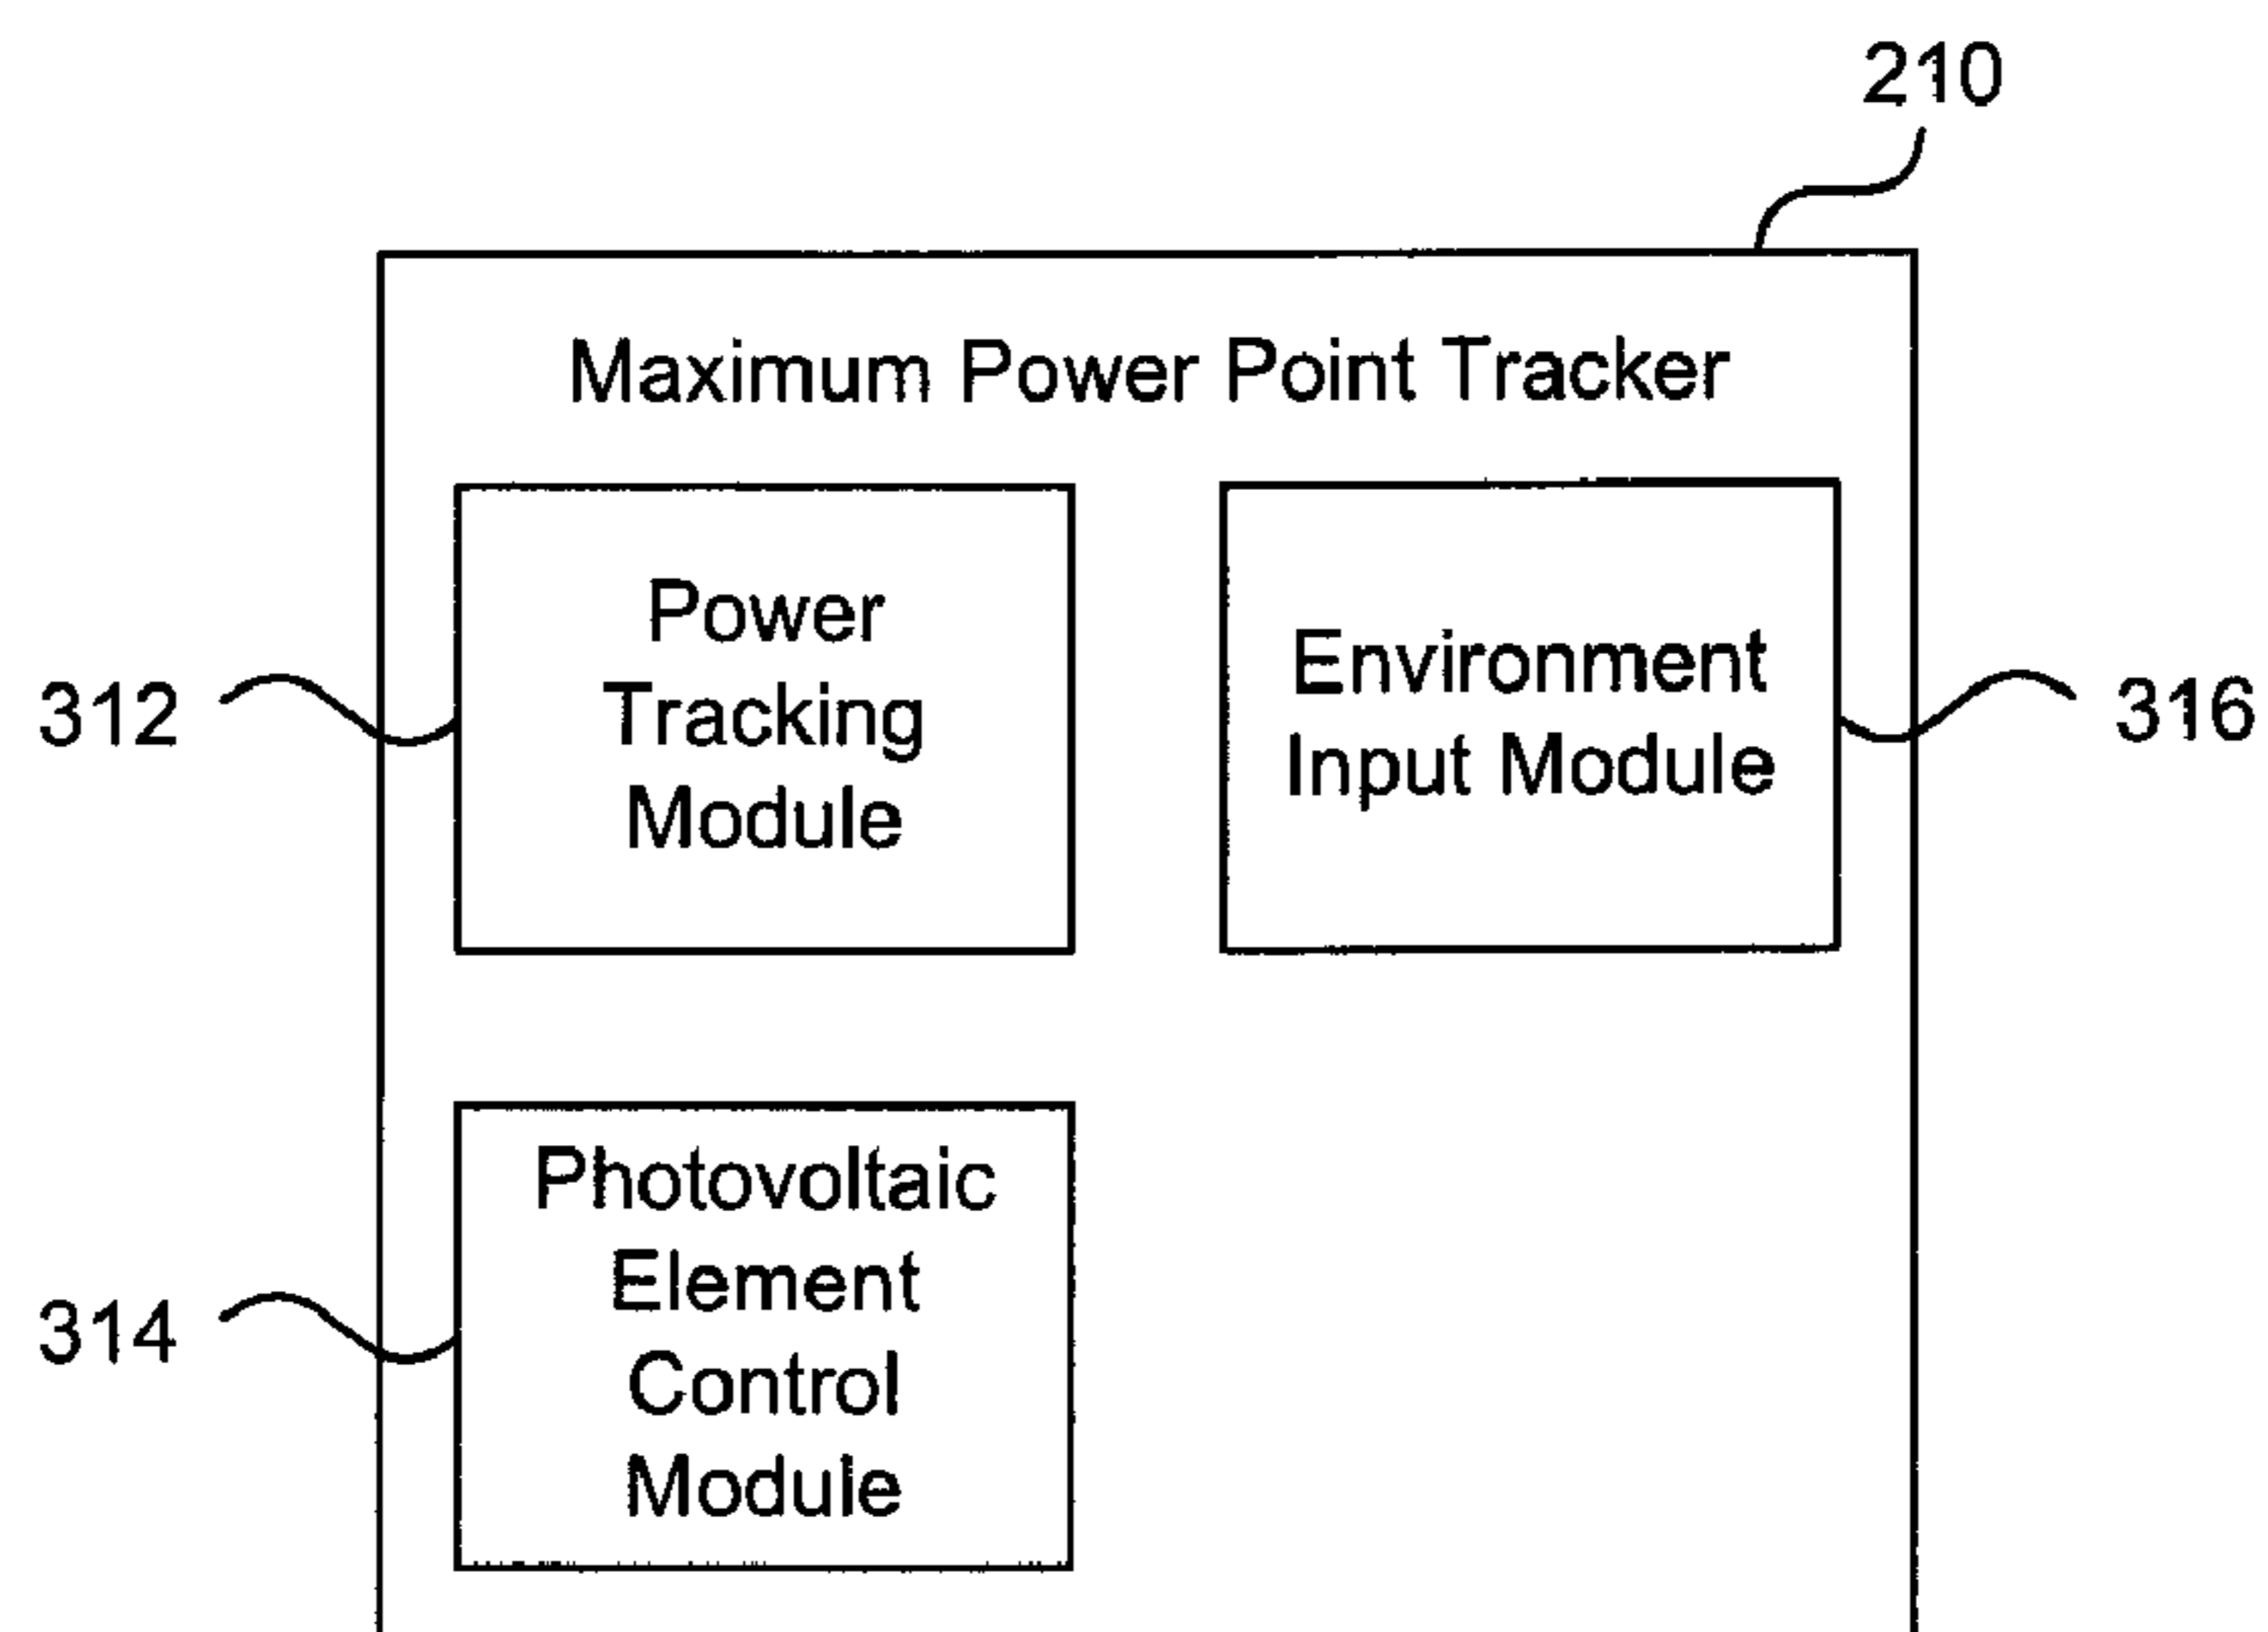 210
Maximum Power Point Tracker
Power
Tracking
Module
Environment
Input Module
312
316
Photovoltaic
Element
Control
Module
314